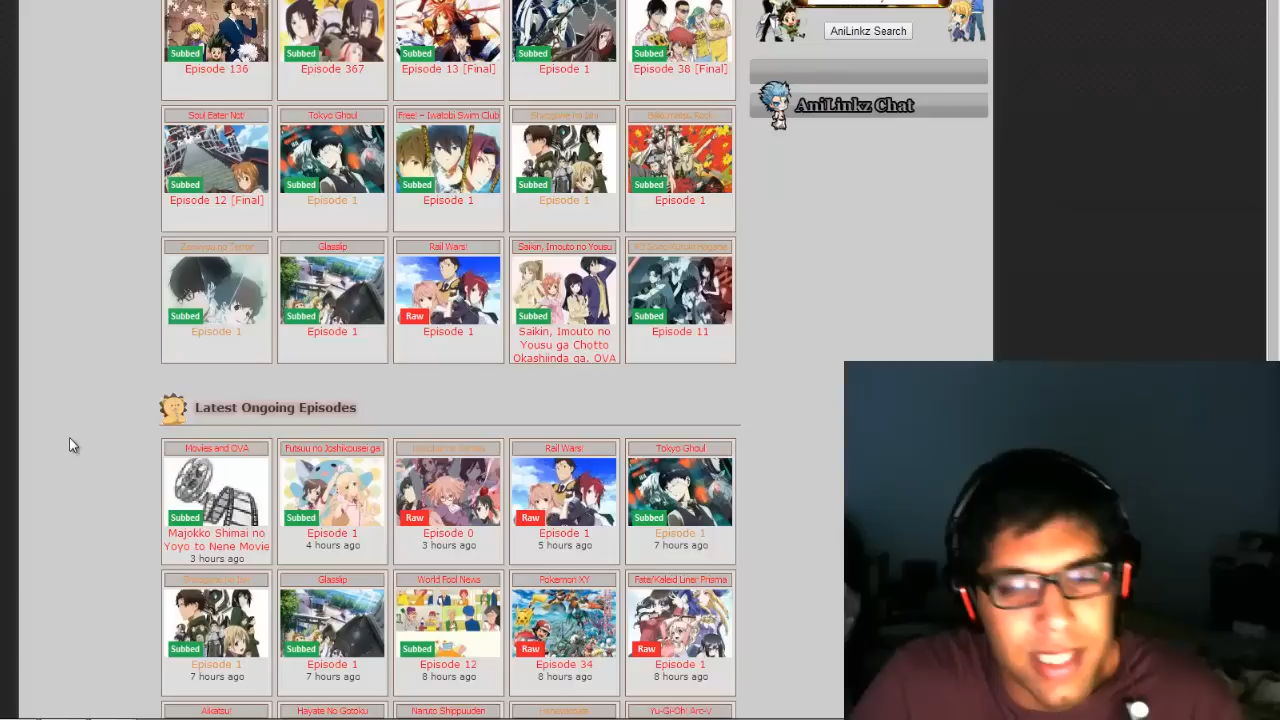 AniLinkz Search
Subbed Subbed Subbed Subbed Subbed
Episode 136 Episode 367 Episode 13 [Final] Episode 1 Episode 38 [Final]
AniLinkz Chat
Soul Eater Not! Tokyo Ghoul Free! – Iwatobi Swim Club
Subbed Subbed Subbed Subbed Subbed
Episode 12 [Final] Episode 1 Episode 1 Episode 1 Episode 1
Glasslip Rail Wars! Saikin, Imouto no Yousu
Subbed Subbed Raw Subbed Subbed
Episode 1 Episode 1 Episode 1 Saikin, Imouto no Episode 11
Yousu ga Chotto
Okashiinda ga. OVA
Latest Ongoing Episodes
Movies and OVA Futsuu no Joshikousei ga Rail Wars! Tokyo Ghoul
Subbed Subbed Raw Raw Subbed
Majokko Shimai no Episode 1 Episode 0 Episode 1 Episode 1
Yoyo to Nene Movie 4 hours ago 3 hours ago 5 hours ago 7 hours ago
3 hours ago
Glasslip World Fool News Pokemon XY Fate/Kaleid Liner Prisma
Subbed Subbed Subbed Raw Raw
Episode 1 Episode 1 Episode 12 Episode 34 Episode 1
7 hours ago 7 hours ago 8 hours ago 8 hours ago 8 hours ago
Aikatsu! Hayate No Gotoku Naruto Shippuuden Yu-Gi-Oh! Arc-V